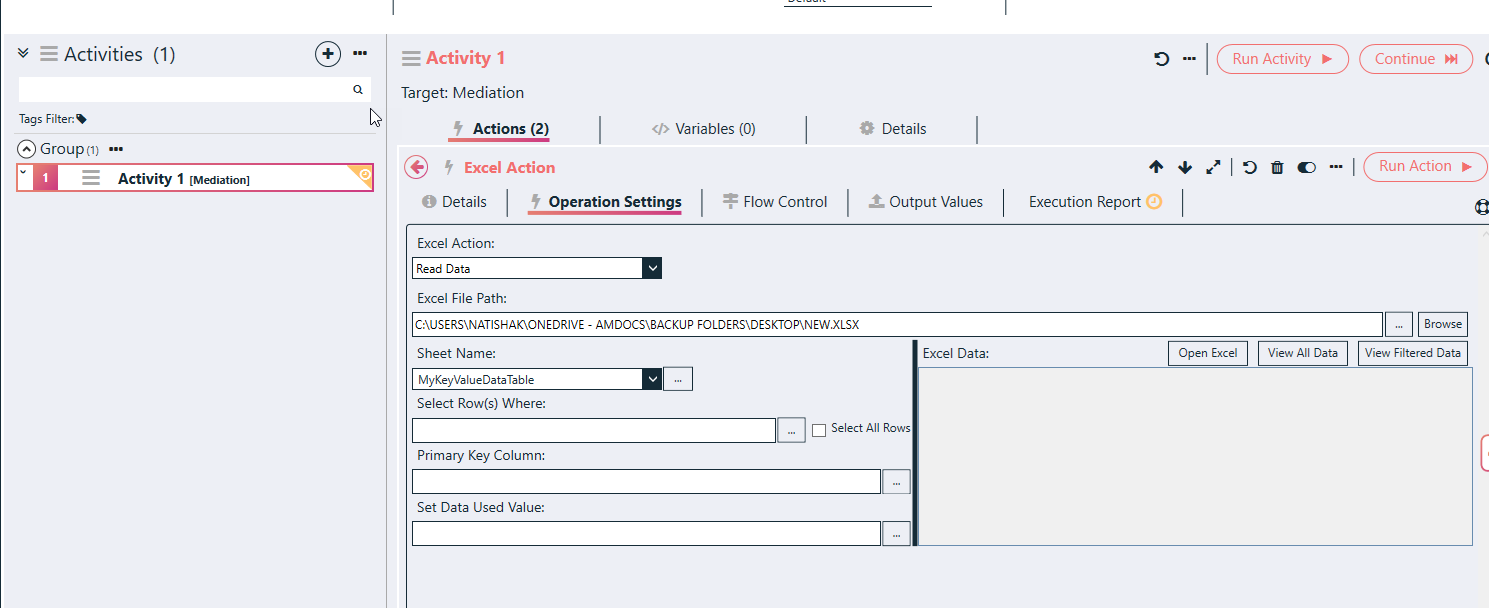 Activities (1)
Tags Filter:
Group (1)
1 Activity 1 [Mediation]
Activity 1
Run Activity
Continue
Target: Mediation
Actions (2)
Variables (0)
Details
Excel Action
Run Action
Details
Operation Settings
Flow Control
Output Values
Execution Report
Excel Action:
Read Data
Excel File Path:
C:\USERS\NATISHAK\ONEDRIVE - AMDOCS\BACKUP FOLDERS\DESKTOP\NEW.XLSX
...
Browse
Sheet Name:
MyKeyValueDataTable
...
Select Row(s) Where:
...
Select All Rows
Primary Key Column:
...
Set Data Used Value:
...
Excel Data:
Open Excel
View All Data
View Filtered Data